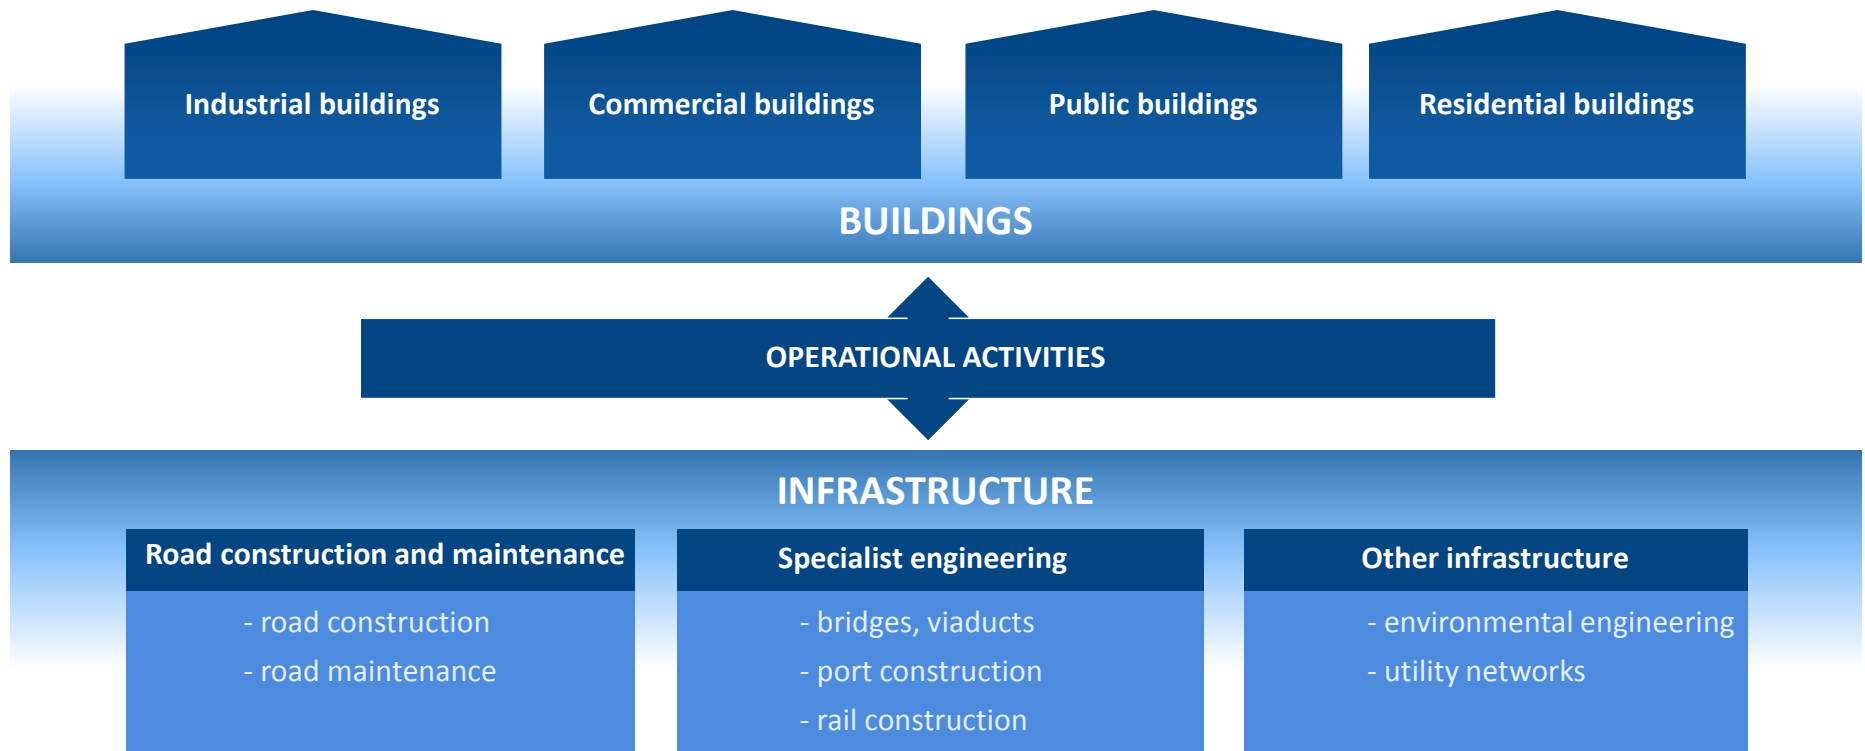 Industrial buildings
Commercial buildings
Public buildings
Residential buildings
BUILDINGS
OPERATIONAL ACTIVITIES
INFRASTRUCTURE
Road construction and maintenance
- road construction
- road maintenance
Specialist engineering
- bridges, viaducts
- port construction
- rail construction
Other infrastructure
- environmental engineering
- utility networks